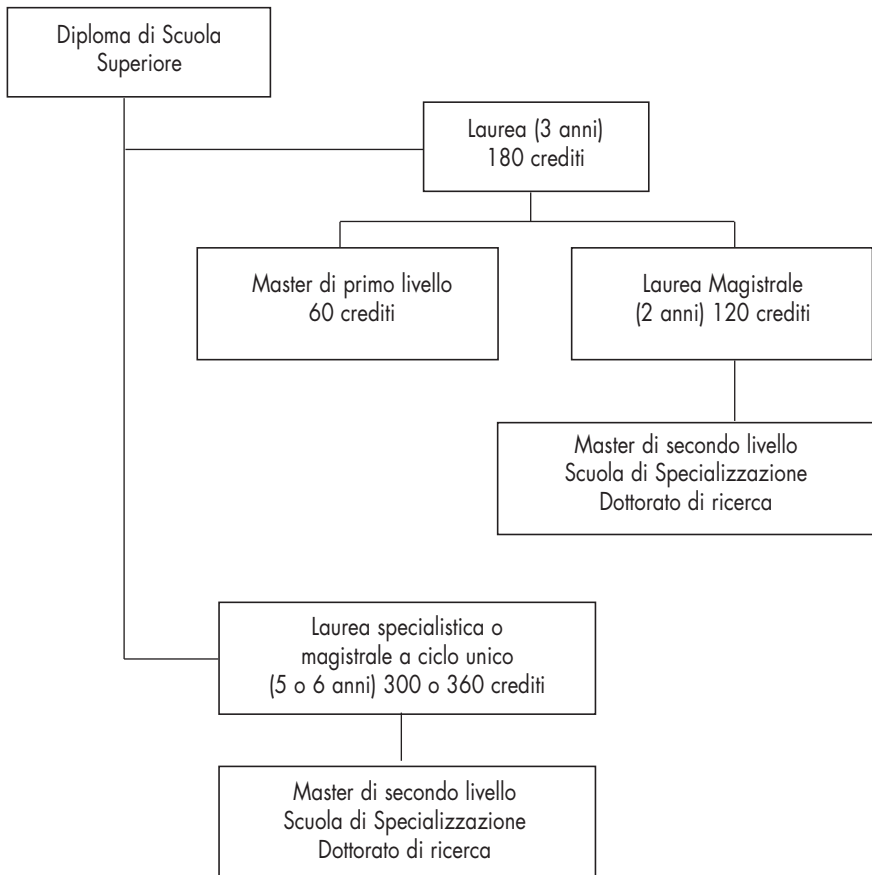 Diploma di Scuola
Superiore
Laurea (3 anni)
180 crediti
Master di primo livello
60 crediti
Laurea Magistrale
(2 anni) 120 crediti
Master di secondo livello
Scuola di Specializzazione
Dottorato di ricerca
Laurea specialistica o
magistrale a ciclo unico
(5 o 6 anni) 300 o 360 crediti
Master di secondo livello
Scuola di Specializzazione
Dottorato di ricerca